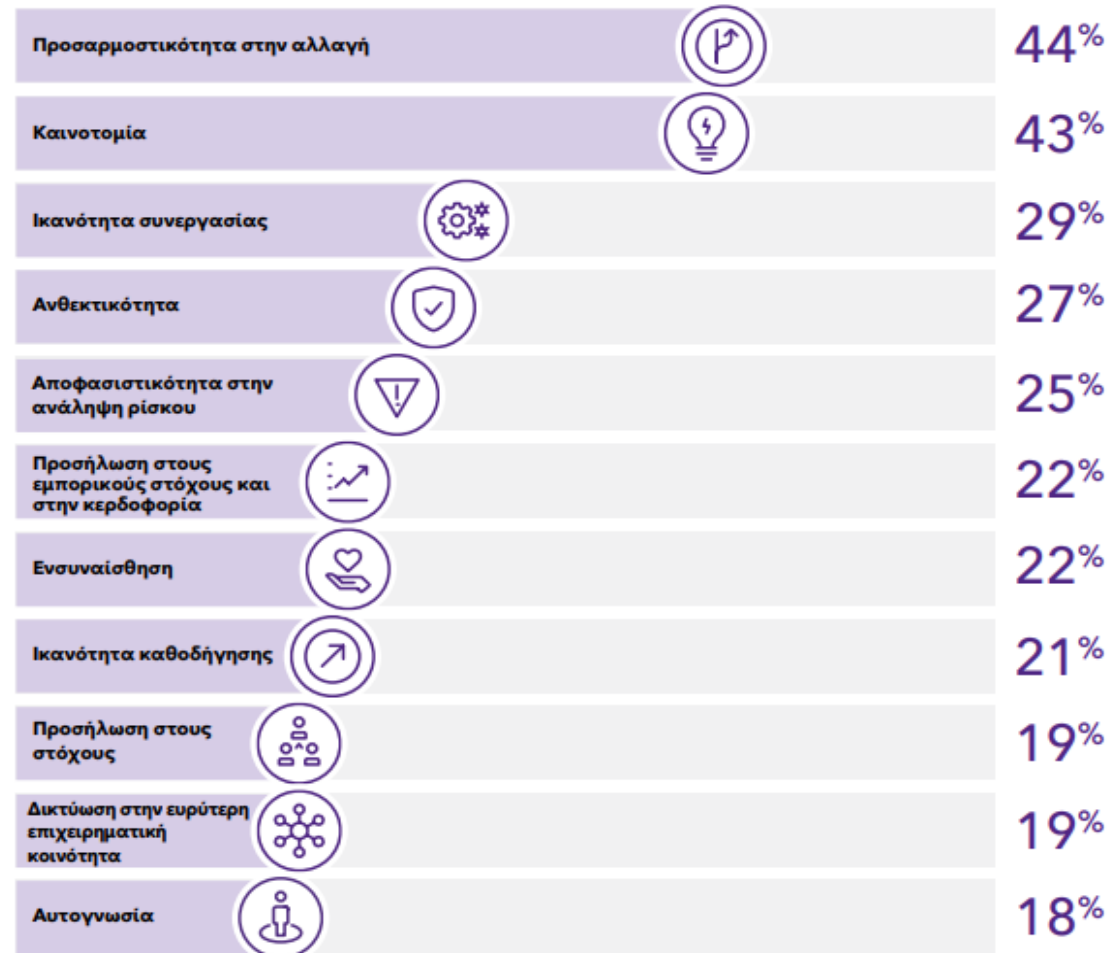 Προσαρμοστικότητα στην αλλαγή 44%
Καινοτομία 43%
Ικανότητα συνεργασίας 29%
Ανθεκτικότητα 27%
Αποφασιστικότητα στην
ανάληψη ρίσκου 25%
Προσήλωση στους
εμπορικούς στόχους και
στην κερδοφορία 22%
Ενσυναίσθηση 22%
Ικανότητα καθοδήγησης 21%
Προσήλωση στους
στόχους 19%
Δικτύωση στην ευρύτερη
επιχειρηματική
κοινότητα 19%
Αυτογνωσία 18%